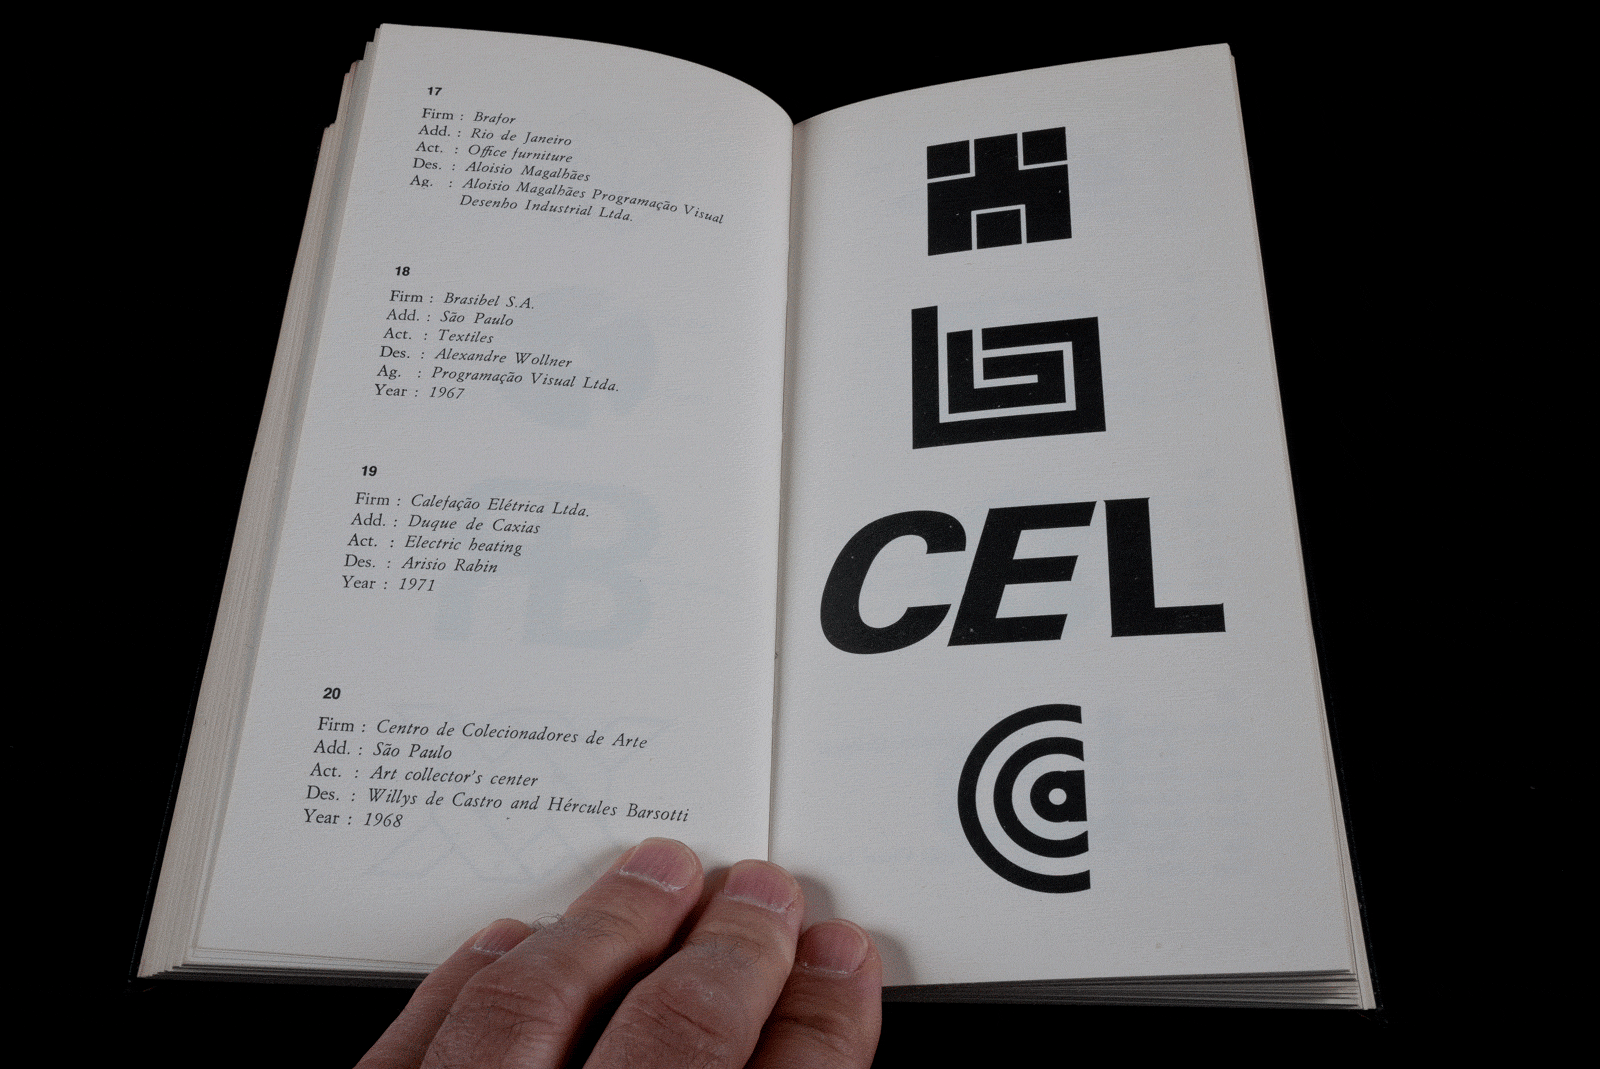 17
Firm : Brafor
Add. : Rio de Janeiro
Act. : Office furniture
Des. : Aloisio Magalhães
Ag. : Aloisio Magalhães Programação Visual
Desenho Industrial Ltda.
18
Firm : Brasibel S.A.
Add. : São Paulo
Act. : Textiles
Des. : Alexandre Wollner
Ag. : Programação Visual Ltda.
Year : 1967
19
Firm : Calefação Elétrica Ltda.
Add. : Duque de Caxias
Act. : Electric heating
Des. : Arisio Rabin
Year : 1971
20
Firm : Centro de Colecionadores de Arte
Add. : São Paulo
Act. : Art collector's center
Des. : Willys de Castro and Hércules Barsotti
Year : 1968
CEL